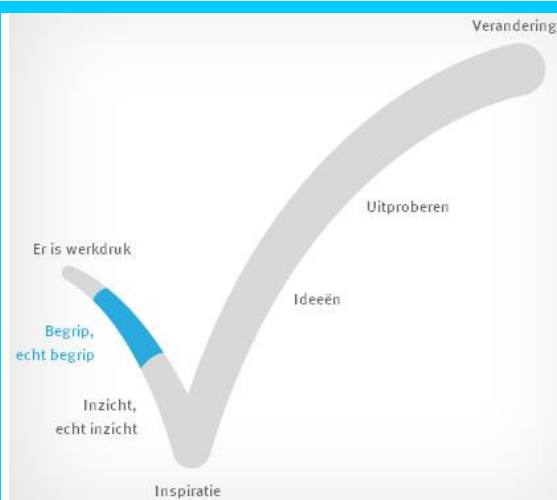 Verandering
Uitproberen
Er is werkdruk
Ideeën
Begrip,
echt begrip
Inzicht,
echt inzicht
Inspiratie